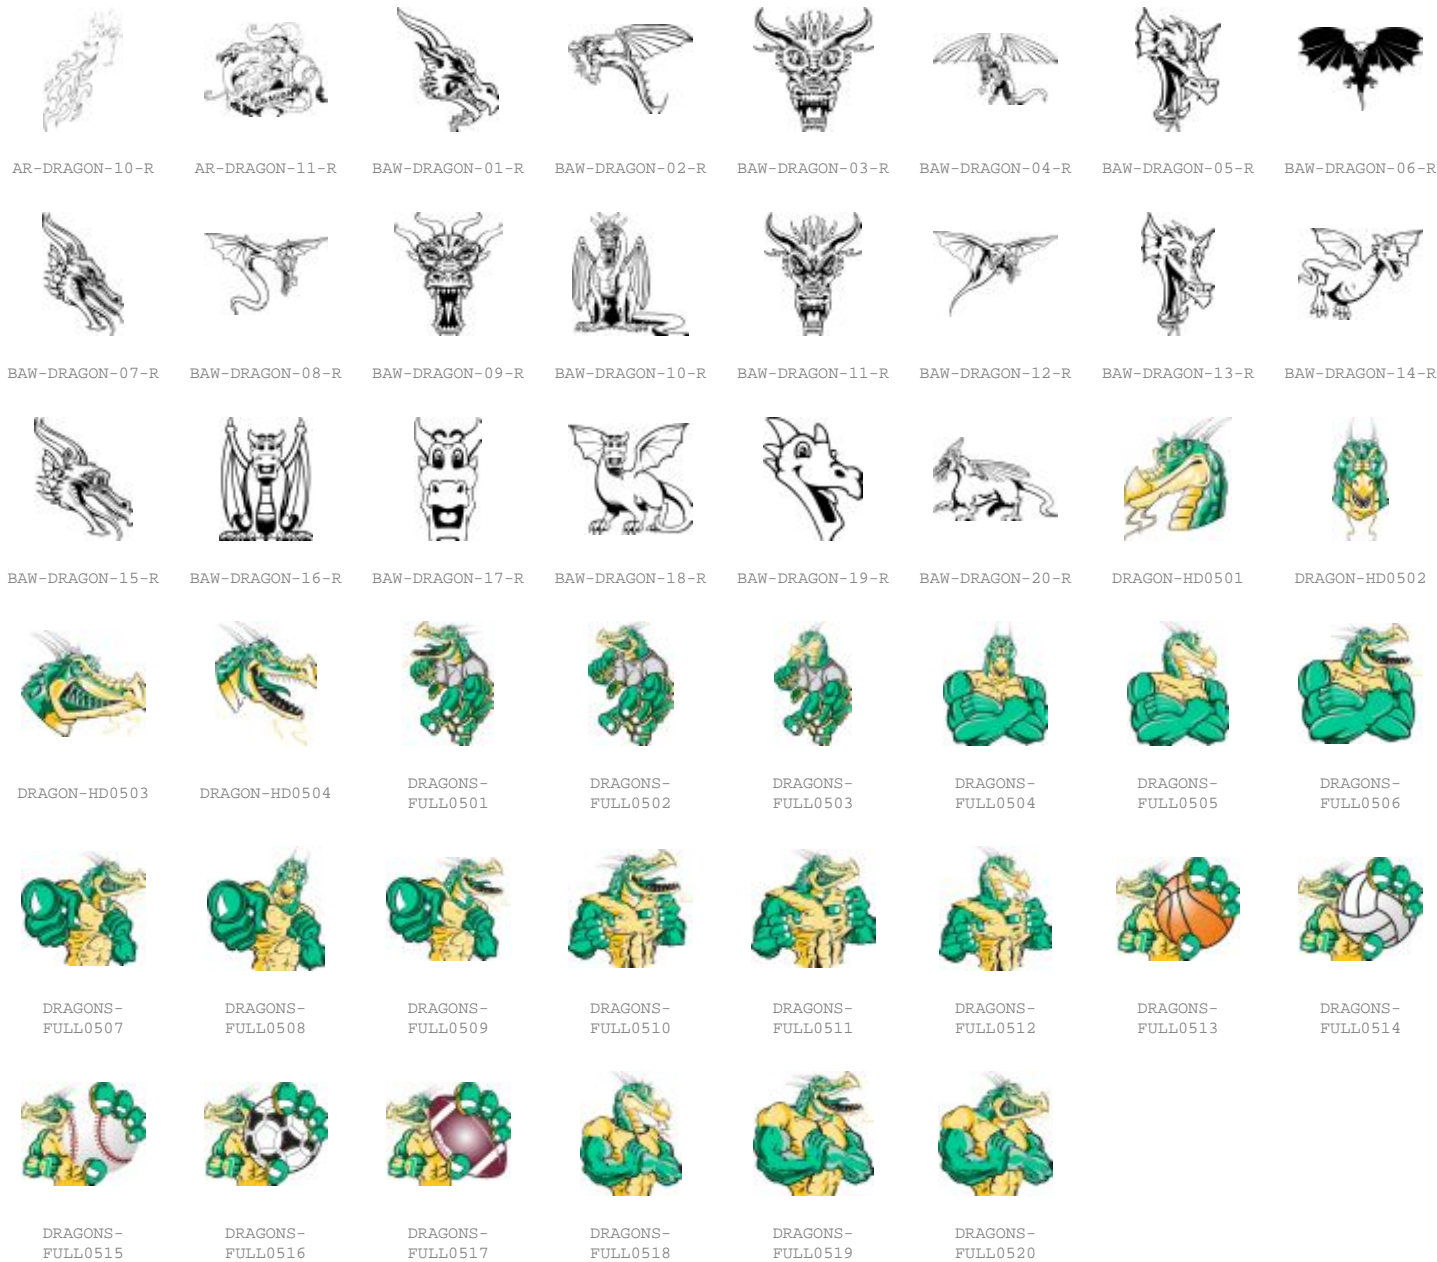 AR-DRAGON-10-R AR-DRAGON-11-R BAW-DRAGON-01-R BAW-DRAGON-02-R BAW-DRAGON-03-R BAW-DRAGON-04-R BAW-DRAGON-05-R BAW-DRAGON-06-R
BAW-DRAGON-07-R BAW-DRAGON-08-R BAW-DRAGON-09-R BAW-DRAGON-10-R BAW-DRAGON-11-R BAW-DRAGON-12-R BAW-DRAGON-13-R BAW-DRAGON-14-R
BAW-DRAGON-15-R BAW-DRAGON-16-R BAW-DRAGON-17-R BAW-DRAGON-18-R BAW-DRAGON-19-R BAW-DRAGON-20-R DRAGON-HD0501 DRAGON-HD0502
DRAGON-HD0503 DRAGON-HD0504
DRAGONS-
FULL0501
DRAGONS-
FULL0502
DRAGONS-
FULL0503
DRAGONS-
FULL0504
DRAGONS-
FULL0505
DRAGONS-
FULL0506
DRAGONS-
FULL0507
DRAGONS-
FULL0508
DRAGONS-
FULL0509
DRAGONS-
FULL0510
DRAGONS-
FULL0511
DRAGONS-
FULL0512
DRAGONS-
FULL0513
DRAGONS-
FULL0514
DRAGONS-
FULL0515
DRAGONS-
FULL0516
DRAGONS-
FULL0517
DRAGONS-
FULL0518
DRAGONS-
FULL0519
DRAGONS-
FULL0520